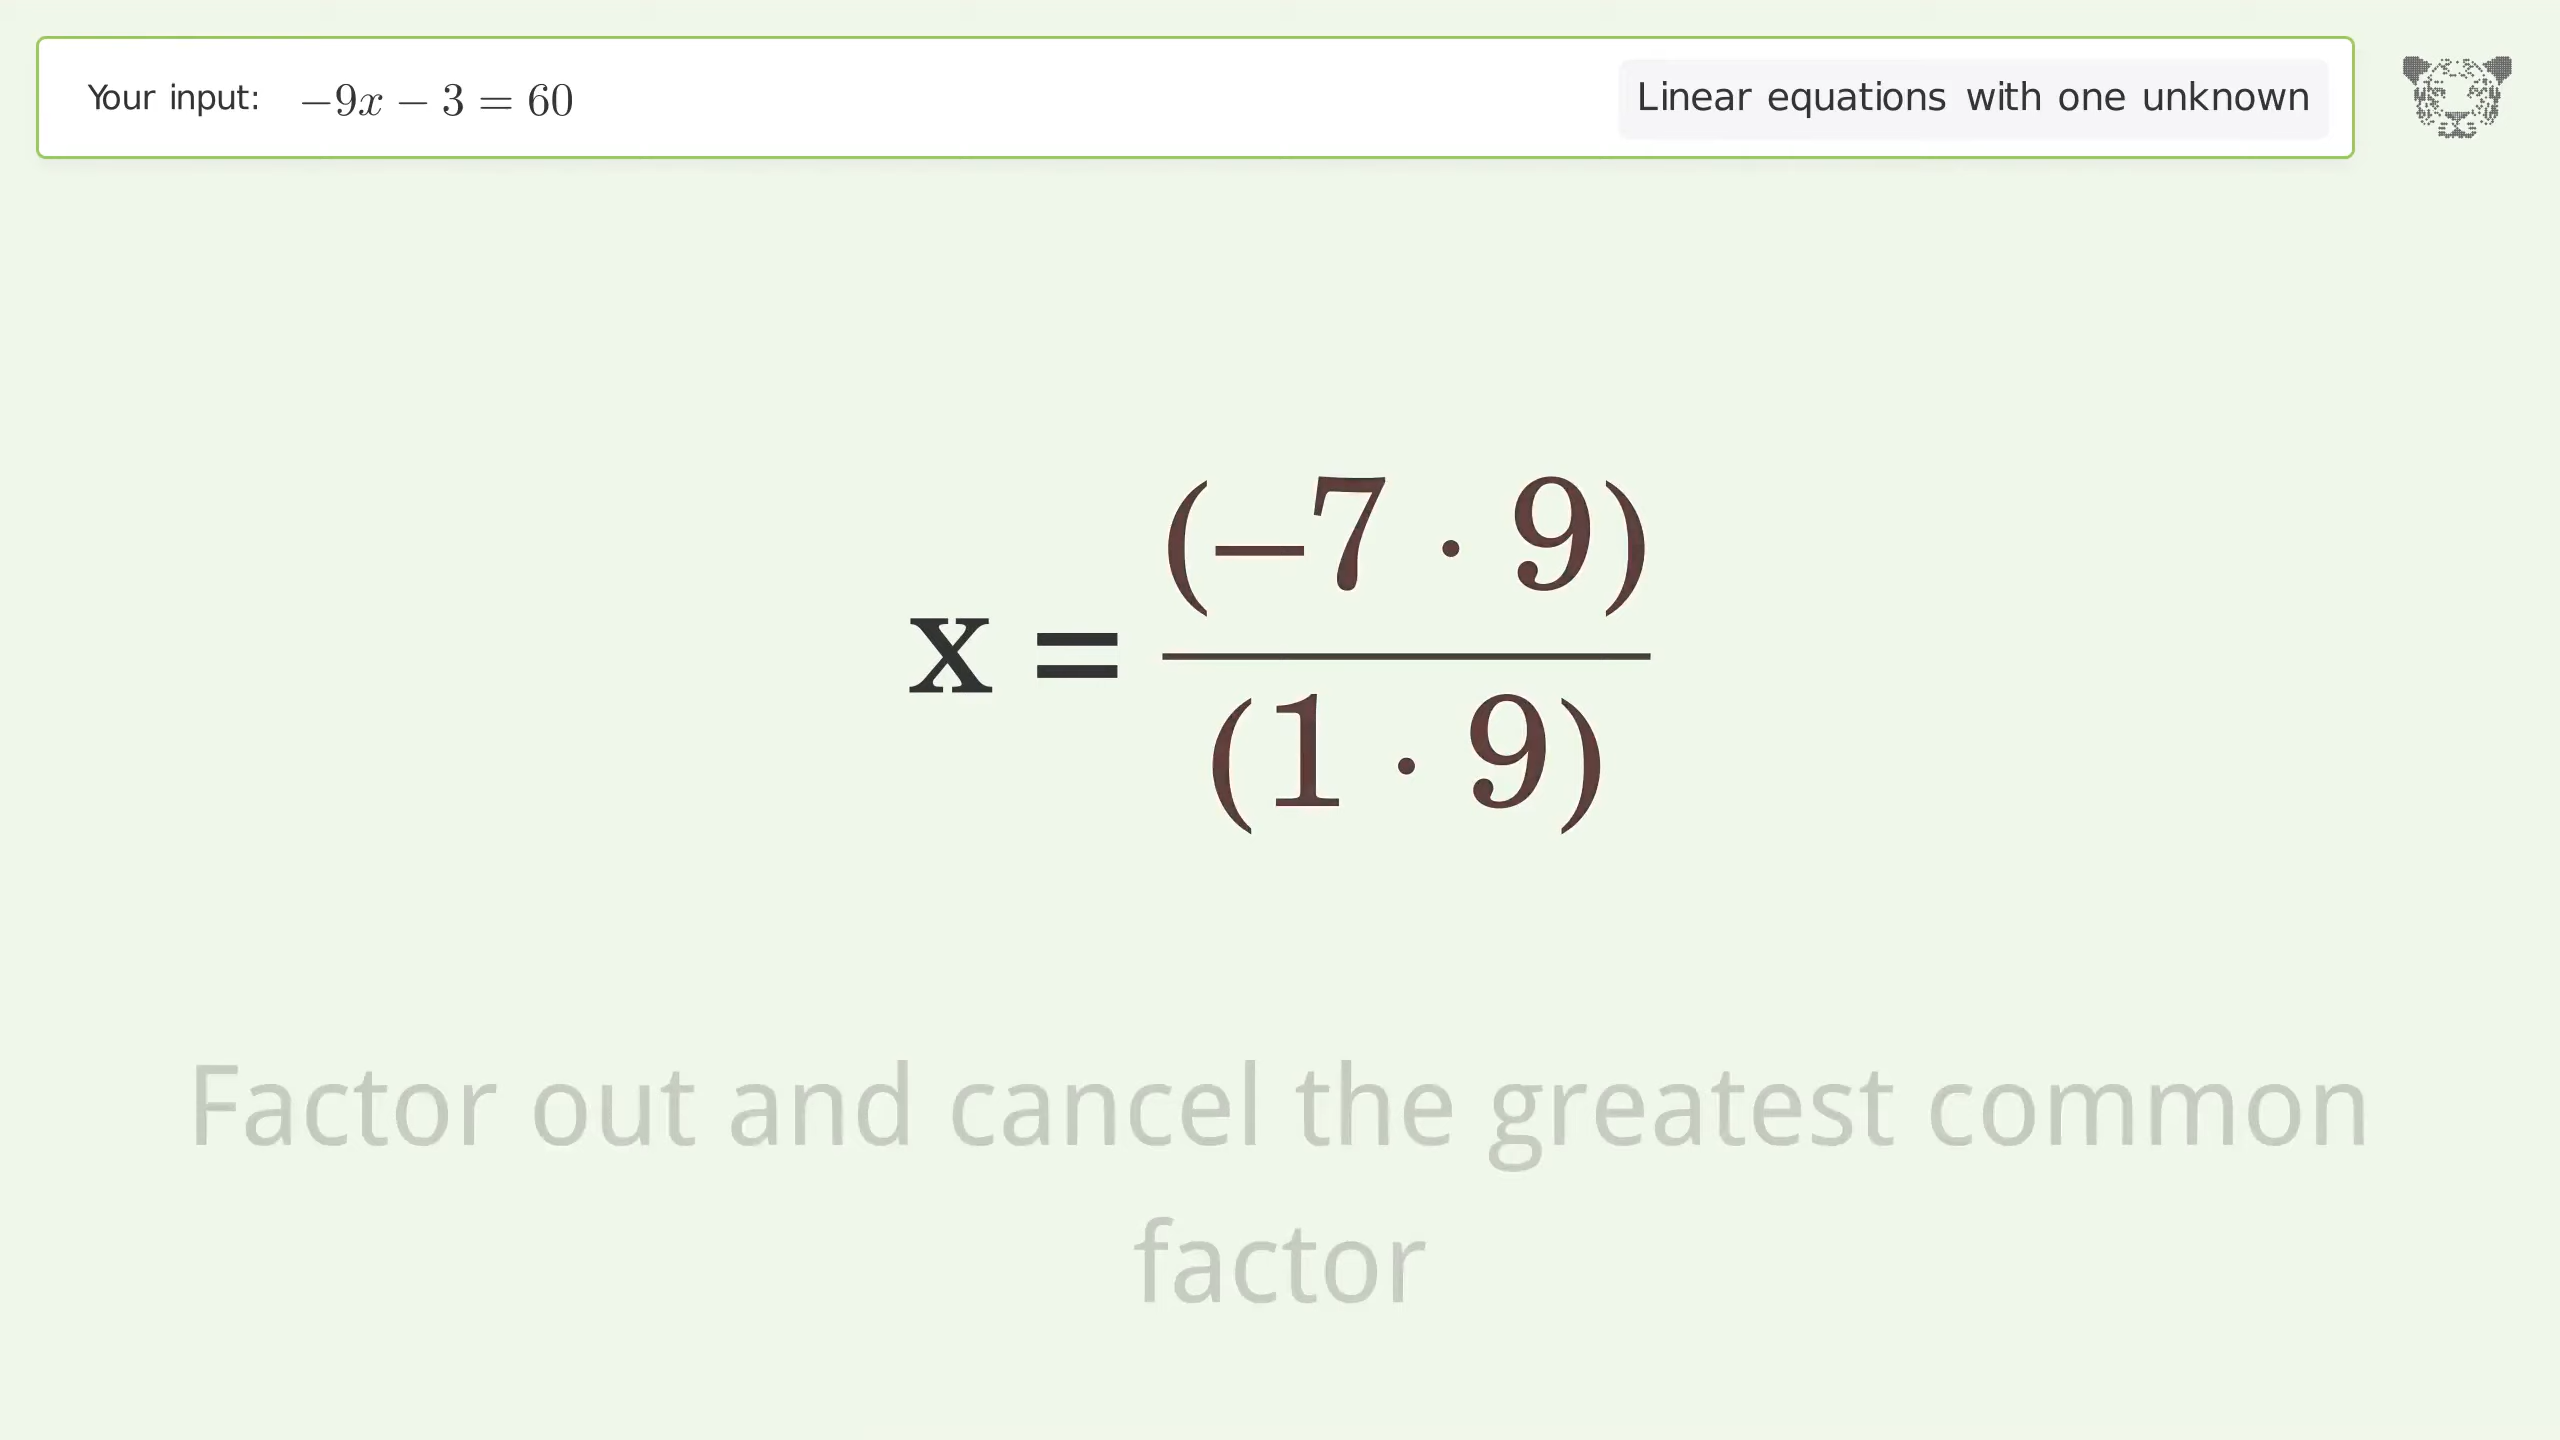 Your input: −9x − 3 = 60
Linear equations with one unknown
x = (−7 · 9) / (1 · 9)
Factor out and cancel the greatest common
factor